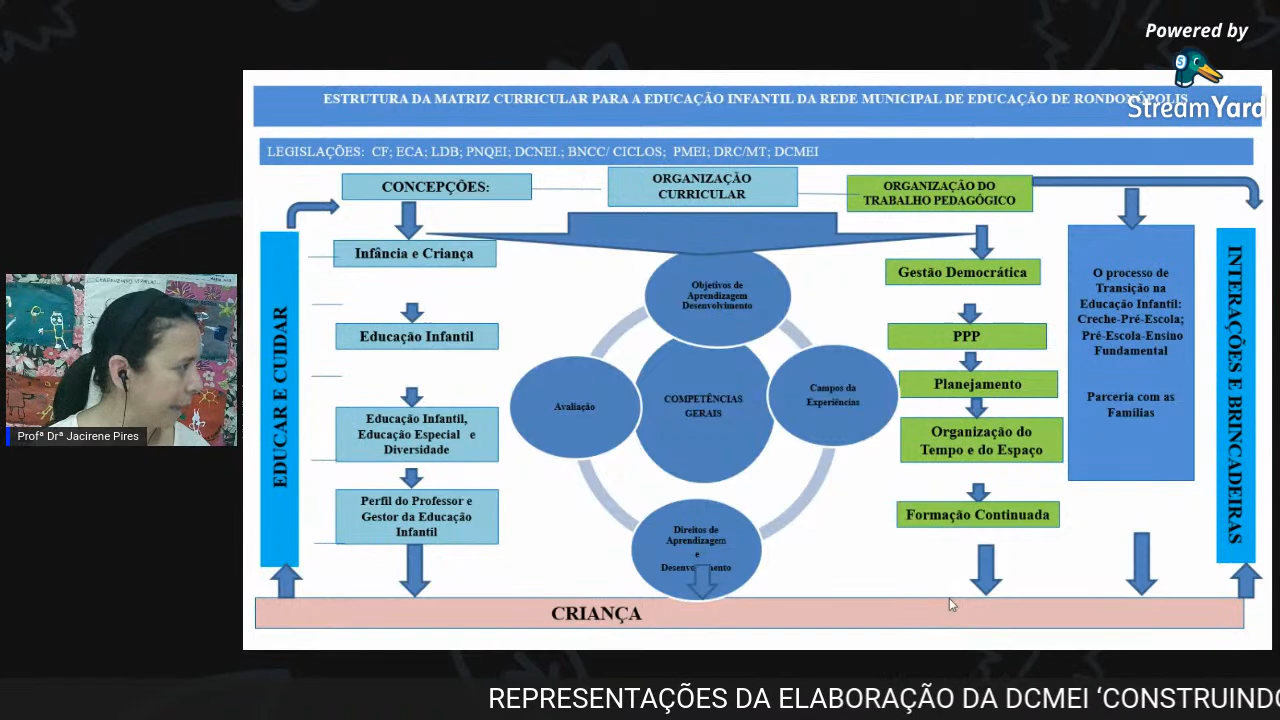 Powered by
StreamYard
ESTRUTURA DA MATRIZ CURRICULAR PARA A EDUCAÇÃO INFANTIL DA REDE MUNICIPAL DE EDUCAÇÃO DE RONDONÓPOLIS
LEGISLAÇÕES: CF; ECA; LDB; PNQEI; DCNEI.; BNCC/ CICLOS; PMEI; DRC/MT; DCMEI
CONCEPÇÕES:
ORGANIZAÇÃO
CURRICULAR
ORGANIZAÇÃO DO
TRABALHO PEDAGÓGICO
EDUCAR E CUIDAR
Infância e Criança
Educação Infantil
Educação Infantil,
Educação Especial e
Diversidade
Perfil do Professor e
Gestor da Educação
Infantil
Objetivos de
Aprendizagem
Desenvolvimento
Avaliação
COMPETÊNCIAS
GERAIS
Campos da
Experiências
Direitos de
Aprendizagem
e
Gestão Democrática
PPP
Planejamento
Organização do
Tempo e do Espaço
Formação Continuada
O processo de
Transição na
Educação Infantil:
Creche-Pré-Escola;
Pré-Escola-Ensino
Fundamental
Parceria com as
Famílias
INTERAÇÕES E BRINCADEIRAS
CRIANÇA
Profª Drª Jacirene Pires
REPRESENTAÇÕES DA ELABORAÇÃO DA DCMEI ‘CONSTRUINDO